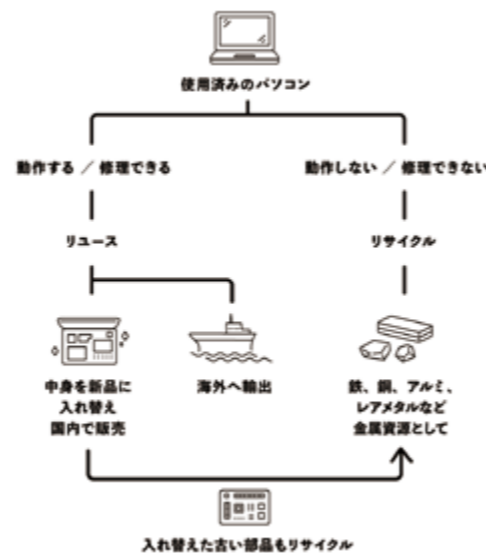 使用済みのパソコン
動作する ／ 修理できる
動作しない ／ 修理できない
リユース
リサイクル
中身を新品に
入れ替え
国内で販売
海外へ輸出
鉄、銅、アルミ、
レアメタルなど
金属資源として
入れ替えた古い部品もリサイクル